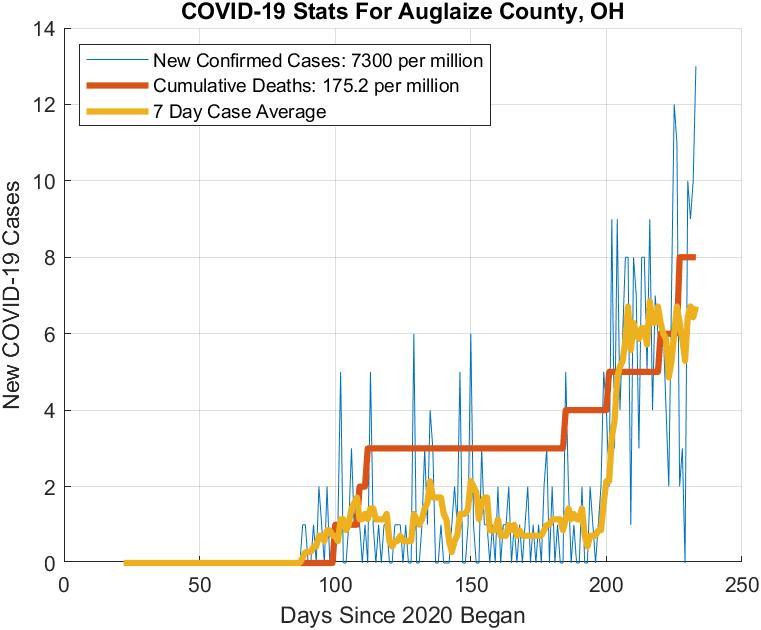 COVID-19 Stats For Auglaize County, OH
14
12
10
8
6
4
2
0
New COVID-19 Cases
New Confirmed Cases: 7300 per million
Cumulative Deaths: 175.2 per million
7 Day Case Average
0 50 100 150 200 250
Days Since 2020 Began